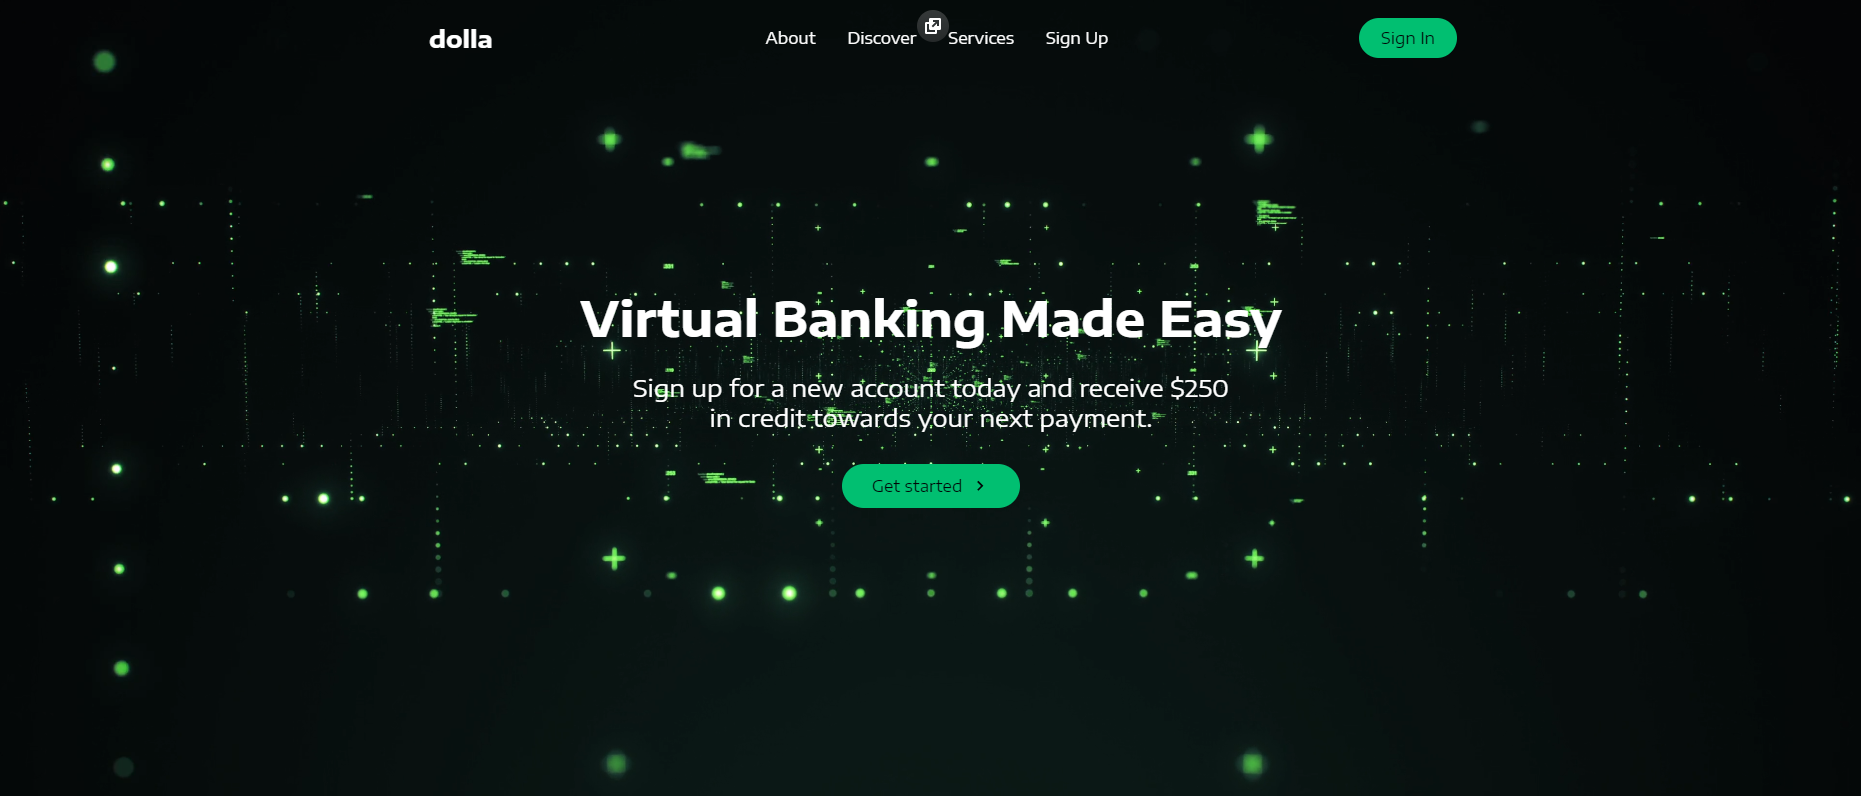 dolla
About Discover Services Sign Up
Sign In
Virtual Banking Made Easy
Sign up for a new account today and receive $250
in credit towards your next payment.
Get started